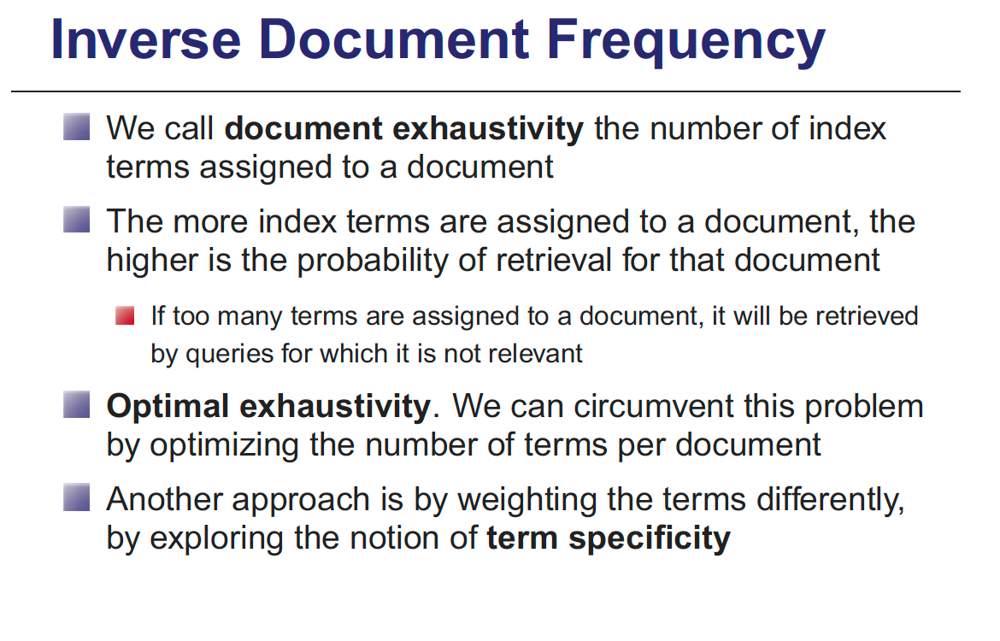 Inverse Document Frequency
We call document exhaustivity the number of index
terms assigned to a document
The more index terms are assigned to a document, the
higher is the probability of retrieval for that document
If too many terms are assigned to a document, it will be retrieved
by queries for which it is not relevant
Optimal exhaustivity. We can circumvent this problem
by optimizing the number of terms per document
Another approach is by weighting the terms differently,
by exploring the notion of term specificity